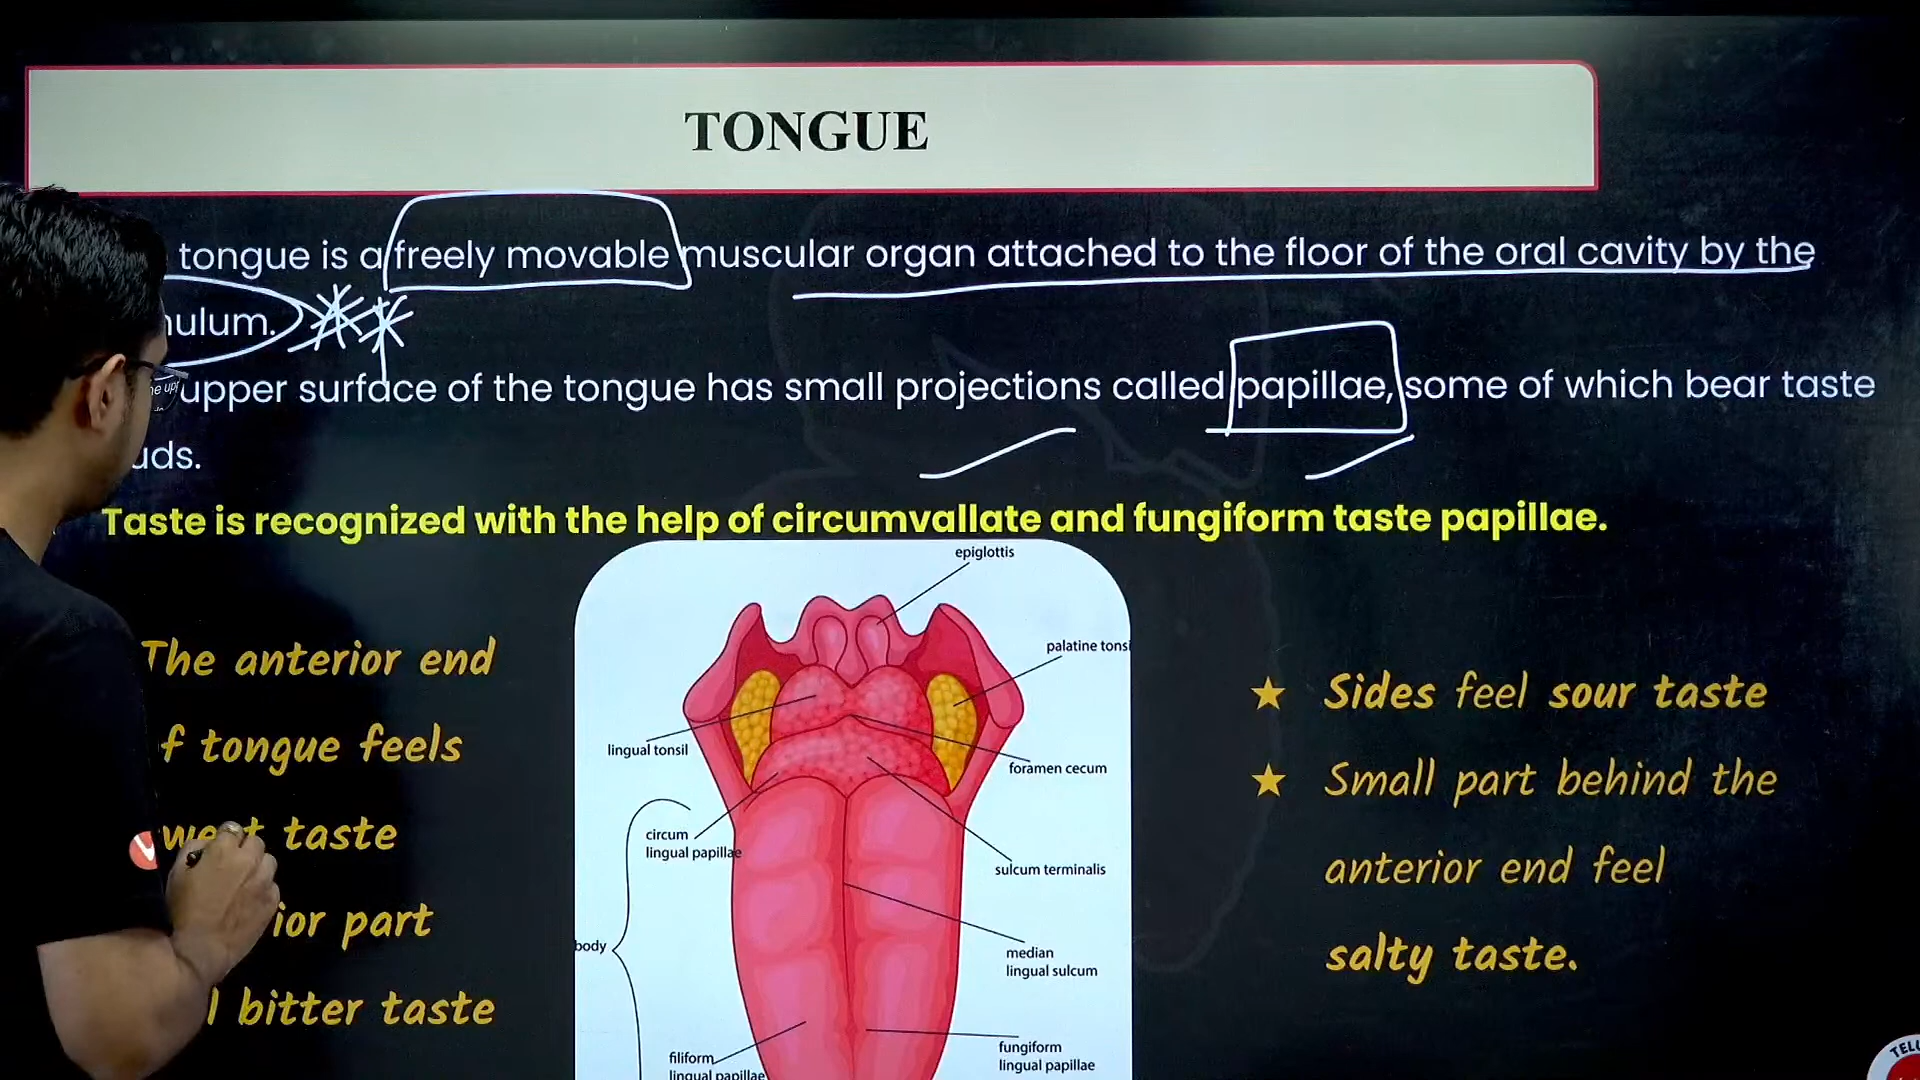 TONGUE
tongue is a freely movable muscular organ attached to the floor of the oral cavity by the
upper surface of the tongue has small projections called papillae, some of which bear taste
Taste is recognized with the help of circumvallate and fungiform taste papillae.
epiglottis
palatine
lingual tonsil
foramen cecum
circum
lingual papillae
sulcum terminalis
body
median
lingual sulcum
filiform
lingual papillae
fungiform
lingual papillae
The anterior end
tongue feels
taste
part
bitter taste
★ Sides feel sour taste
★ Small part behind the
anterior end feel
salty taste.